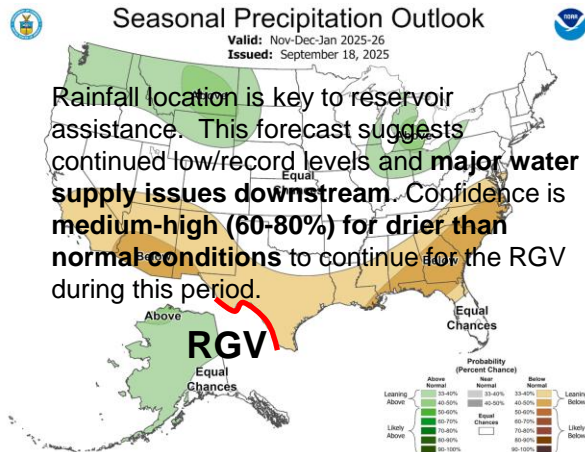 Seasonal Precipitation Outlook
Valid: Nov-Dec-Jan 2025-26
Issued: September 18, 2025
NOAA
Above
Rainfall location is key to reservoir
assistance. This forecast suggests
continued low/record levels and major water
supply issues downstream. Confidence is
medium-high (60-80%) for drier than
normal conditions to continue for the RGV
during this period.
Above
Equal
Chances
Below
Below
Above
Equal
Chances
RGV
Equal
Chances
Probability
(Percent Chance)
Above
Normal
Near
Normal
Below
Normal
Leaning
Above
33-40%
33-40%
33-40%
Leaning
Below
40-50%
40-50%
40-50%
50-60%
Equal
Chances
50-60%
Likely
Above
60-70%
60-70%
Likely
Below
70-80%
70-80%
80-90%
80-90%
90-100%
90-100%